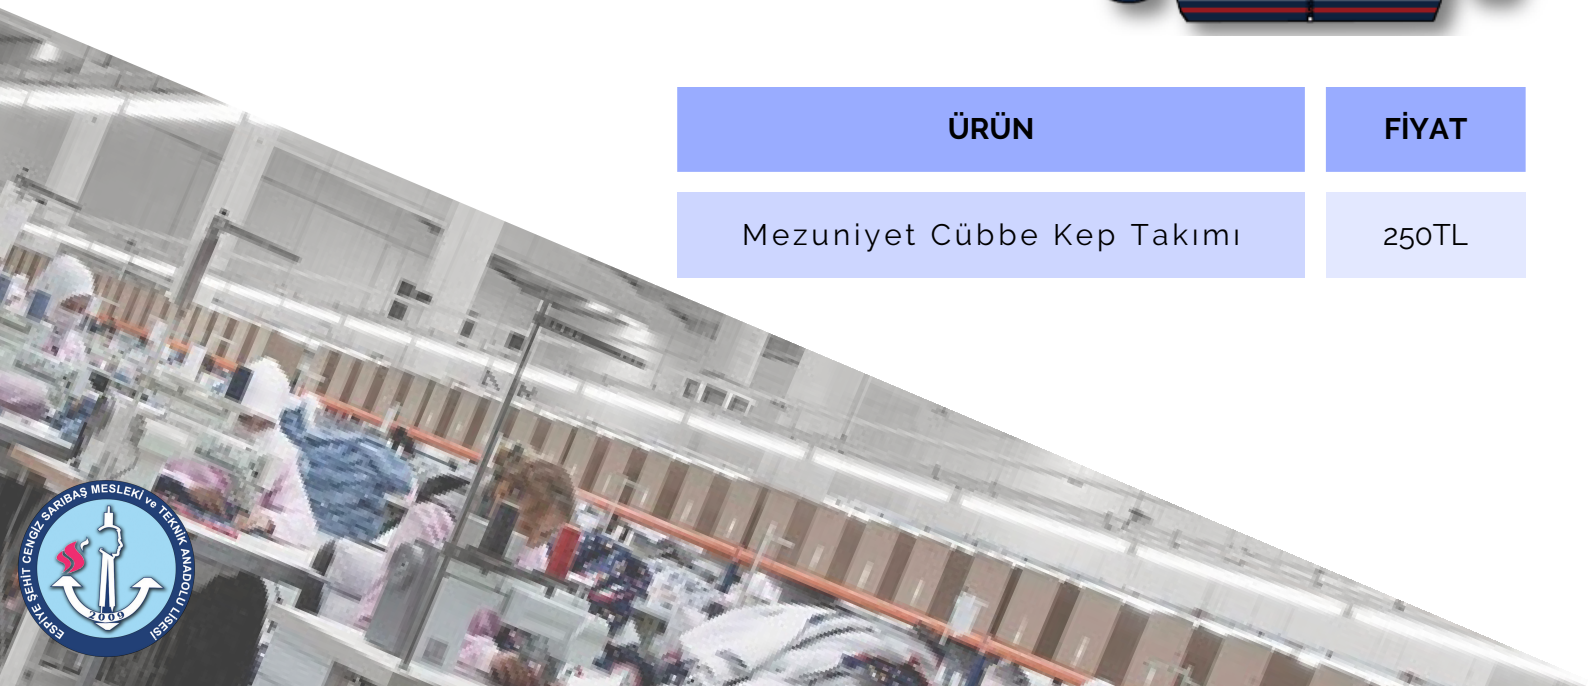 ÜRÜN FİYAT
Mezuniyet Cübbe Kep Takımı 250TL
ESPİYE ŞEHİT CENGİZ SARIBAŞ MESLEKİ ve TEKNİK ANADOLU LİSESİ
2009